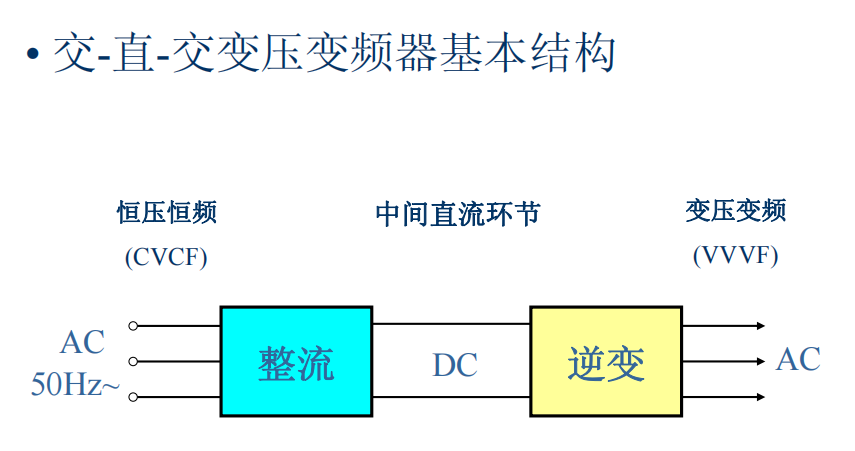 • 交-直-交变压变频器基本结构
恒压恒频 中间直流环节 变压变频
(CVCF) (VVVF)
AC 整流 DC 逆变 AC
50Hz~